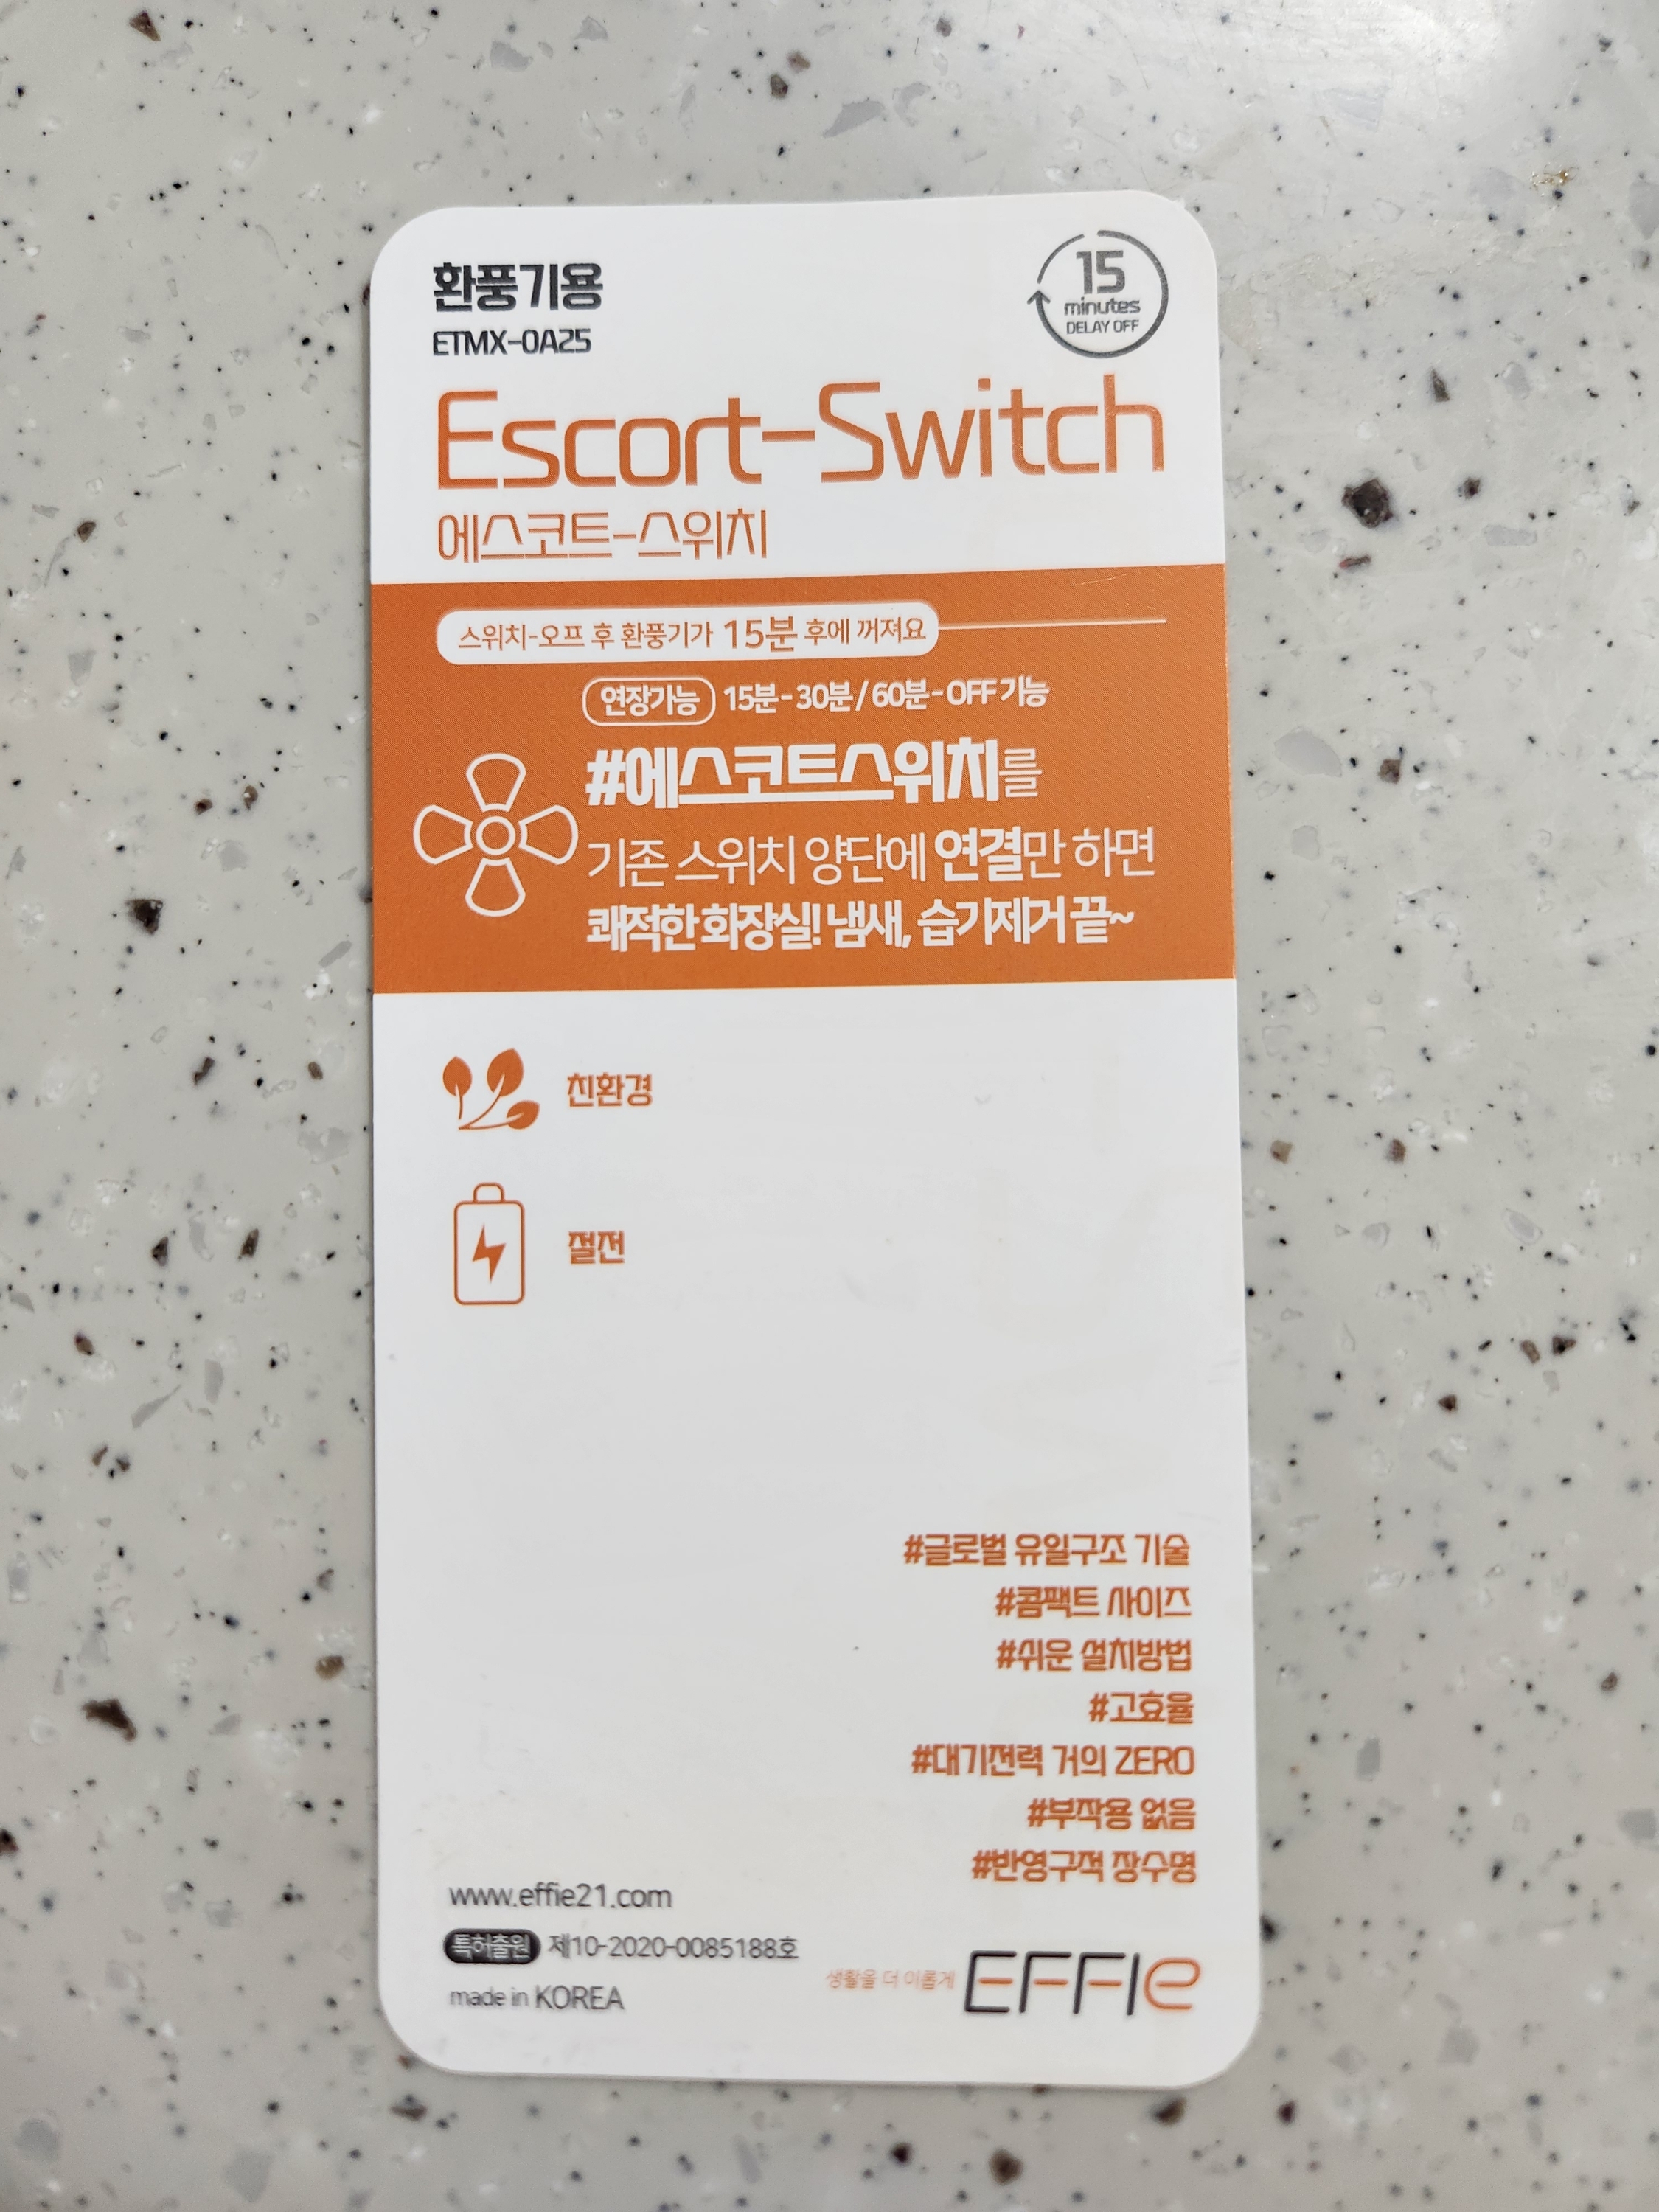 환풍기용
ETMX-0A25
15
minutes
DELAY OFF
Escort-Switch
에스코트-스위치
스위치-오프 후 환풍기가 15분 후에 꺼져요
연장가능 15분-30분/60분-OFF기능
#에스코트스위치를
기존 스위치 양단에 연결만 하면
쾌적한 화장실! 냄새, 습기제거 끝~
친환경
절전
#글로벌 유일구조 기술
#콤팩트 사이즈
#쉬운 설치방법
#고효율
#대기전력 거의 ZERO
#부작용 없음
#반영구적 장수명
www.effie21.com
특허출원 제10-2020-0085188호
made in KOREA
생활을 더 이롭게 EFFIe